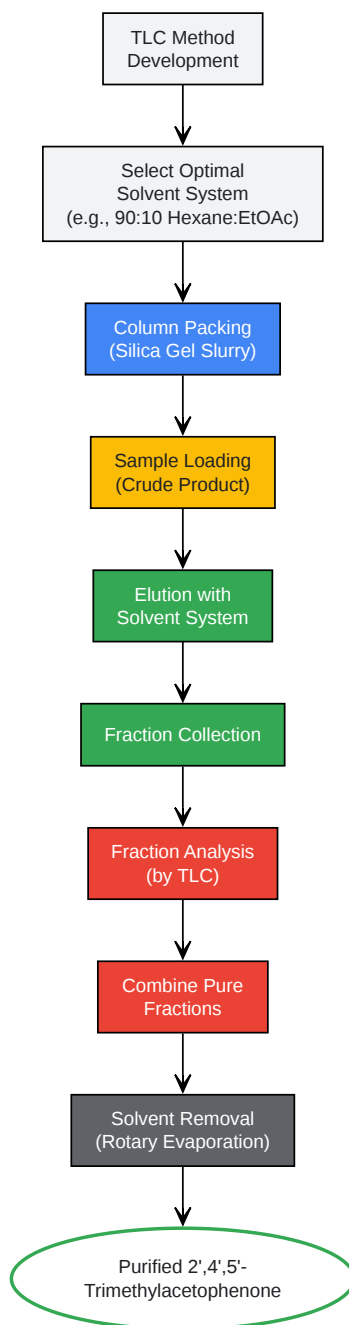 TLC Method
Development
Select Optimal
Solvent System
(e.g., 90:10 Hexane:EtOAc)
Column Packing
(Silica Gel Slurry)
Sample Loading
(Crude Product)
Elution with
Solvent System
Fraction Collection
Fraction Analysis
(by TLC)
Combine Pure
Fractions
Solvent Removal
(Rotary Evaporation)
Purified 2',4',5'-
Trimethylacetophenone